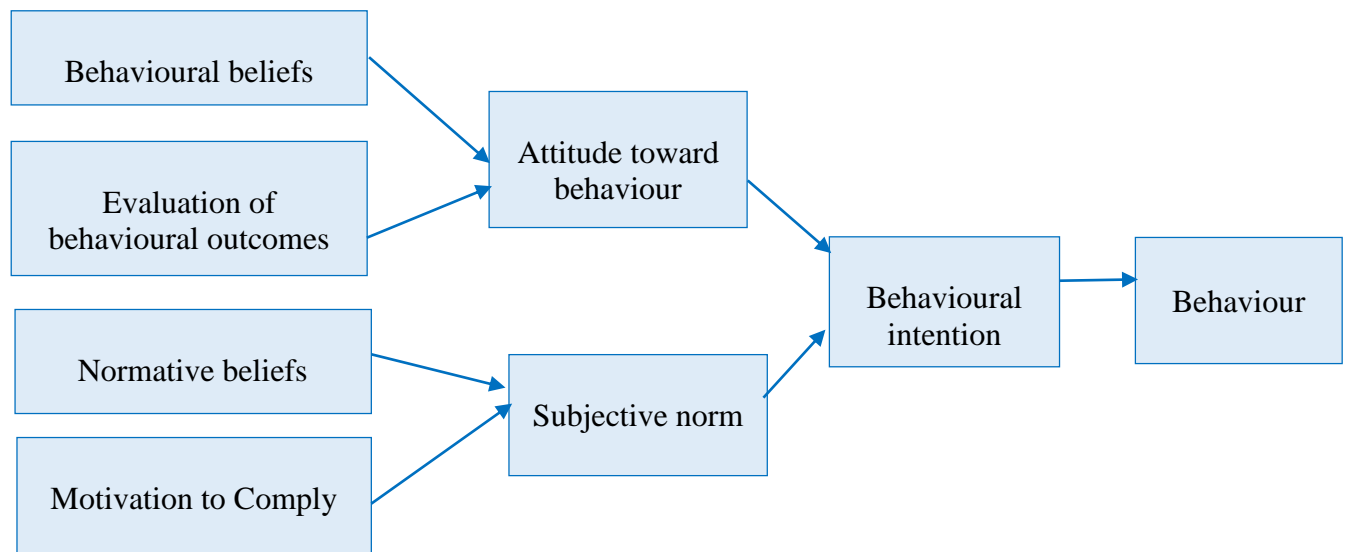 Behavioural beliefs
Evaluation of
behavioural outcomes
Normative beliefs
Motivation to Comply
Attitude toward
behaviour
Subjective norm
Behavioural
intention
Behaviour